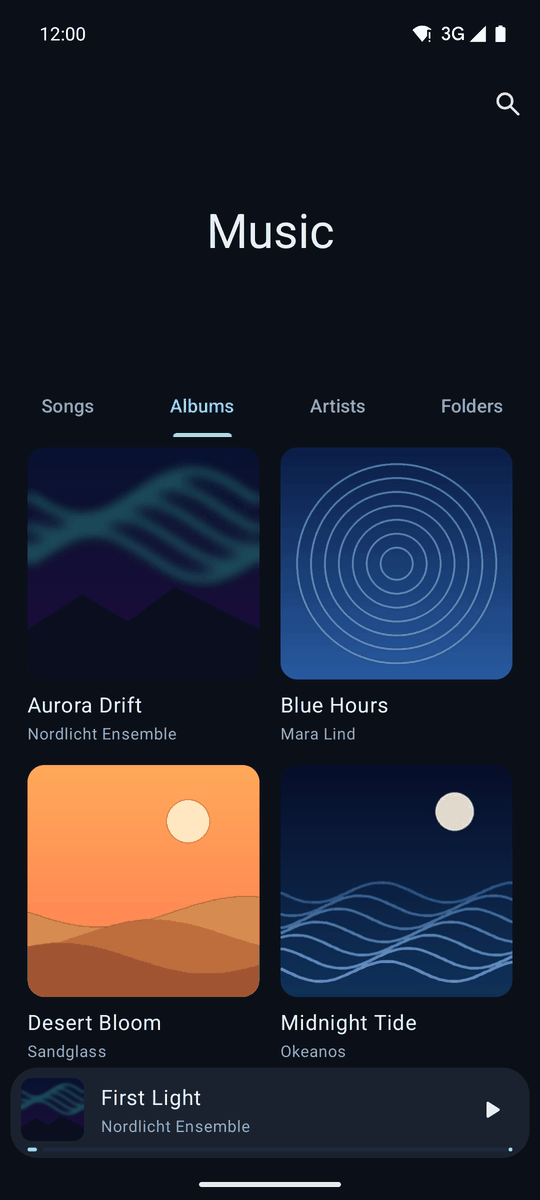 12:00 3G
Music
Songs Albums Artists Folders
Aurora Drift Blue Hours
Nordlicht Ensemble Mara Lind
Desert Bloom Midnight Tide
Sandglass Okeanos
First Light
Nordlicht Ensemble